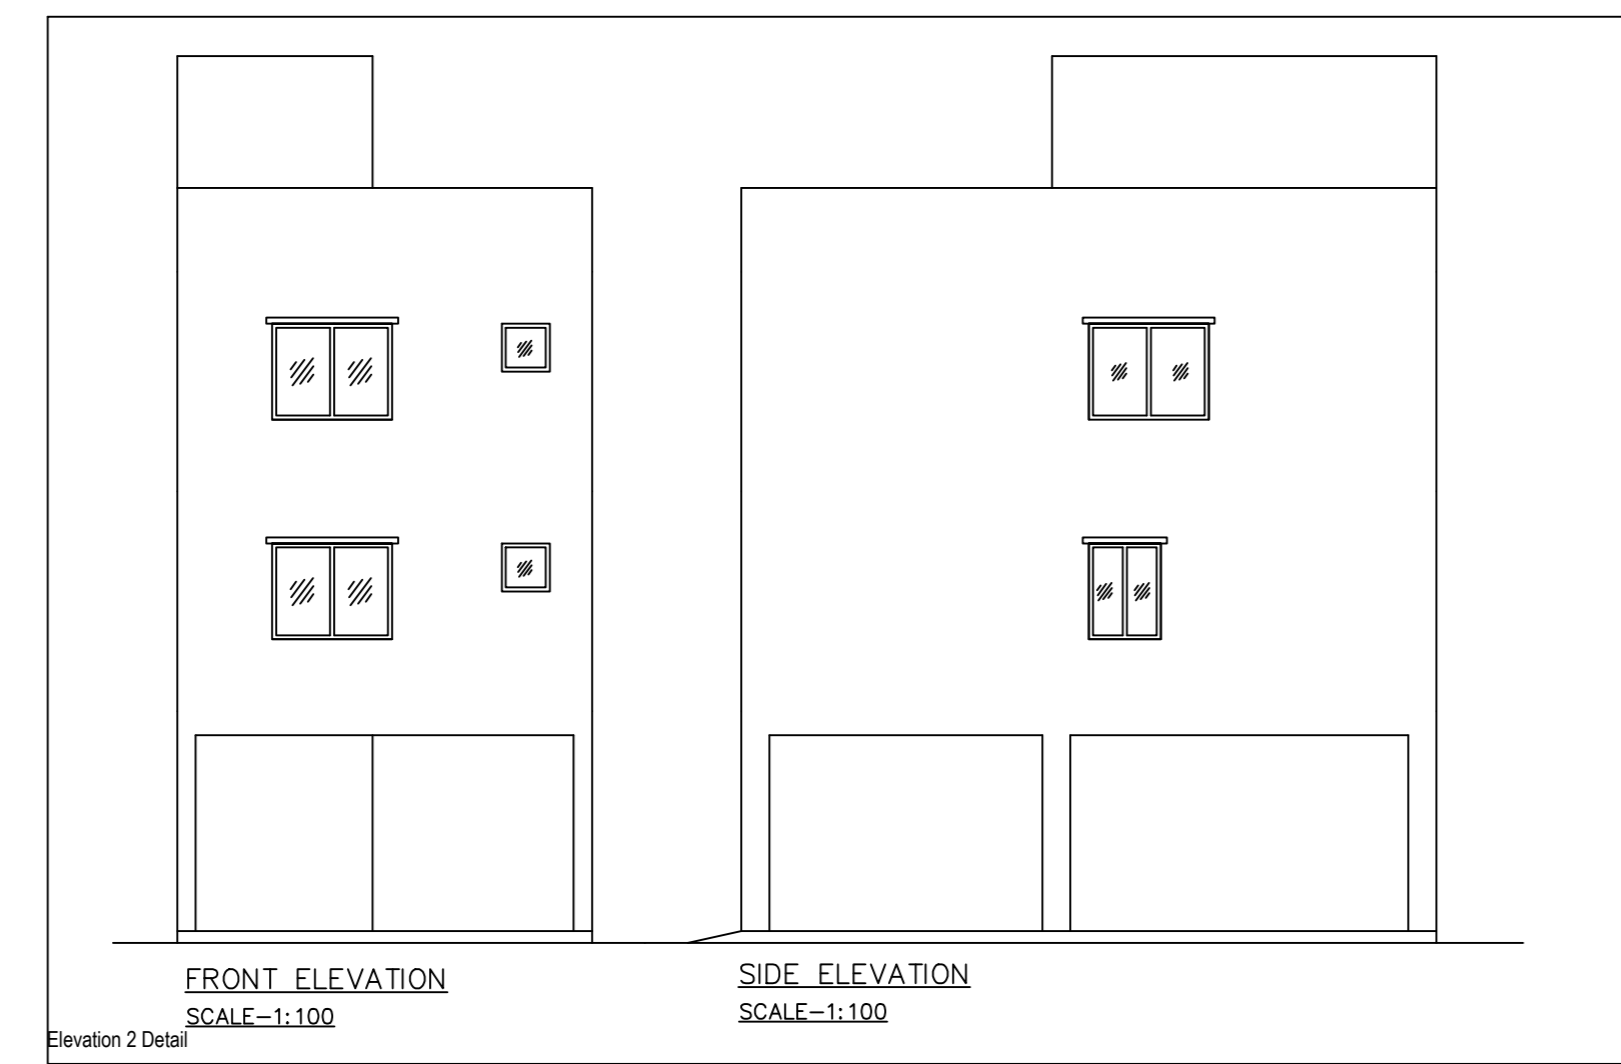 FRONT ELEVATION
SCALE-1:100
SIDE ELEVATION
SCALE-1:100
Elevation 2 Detail